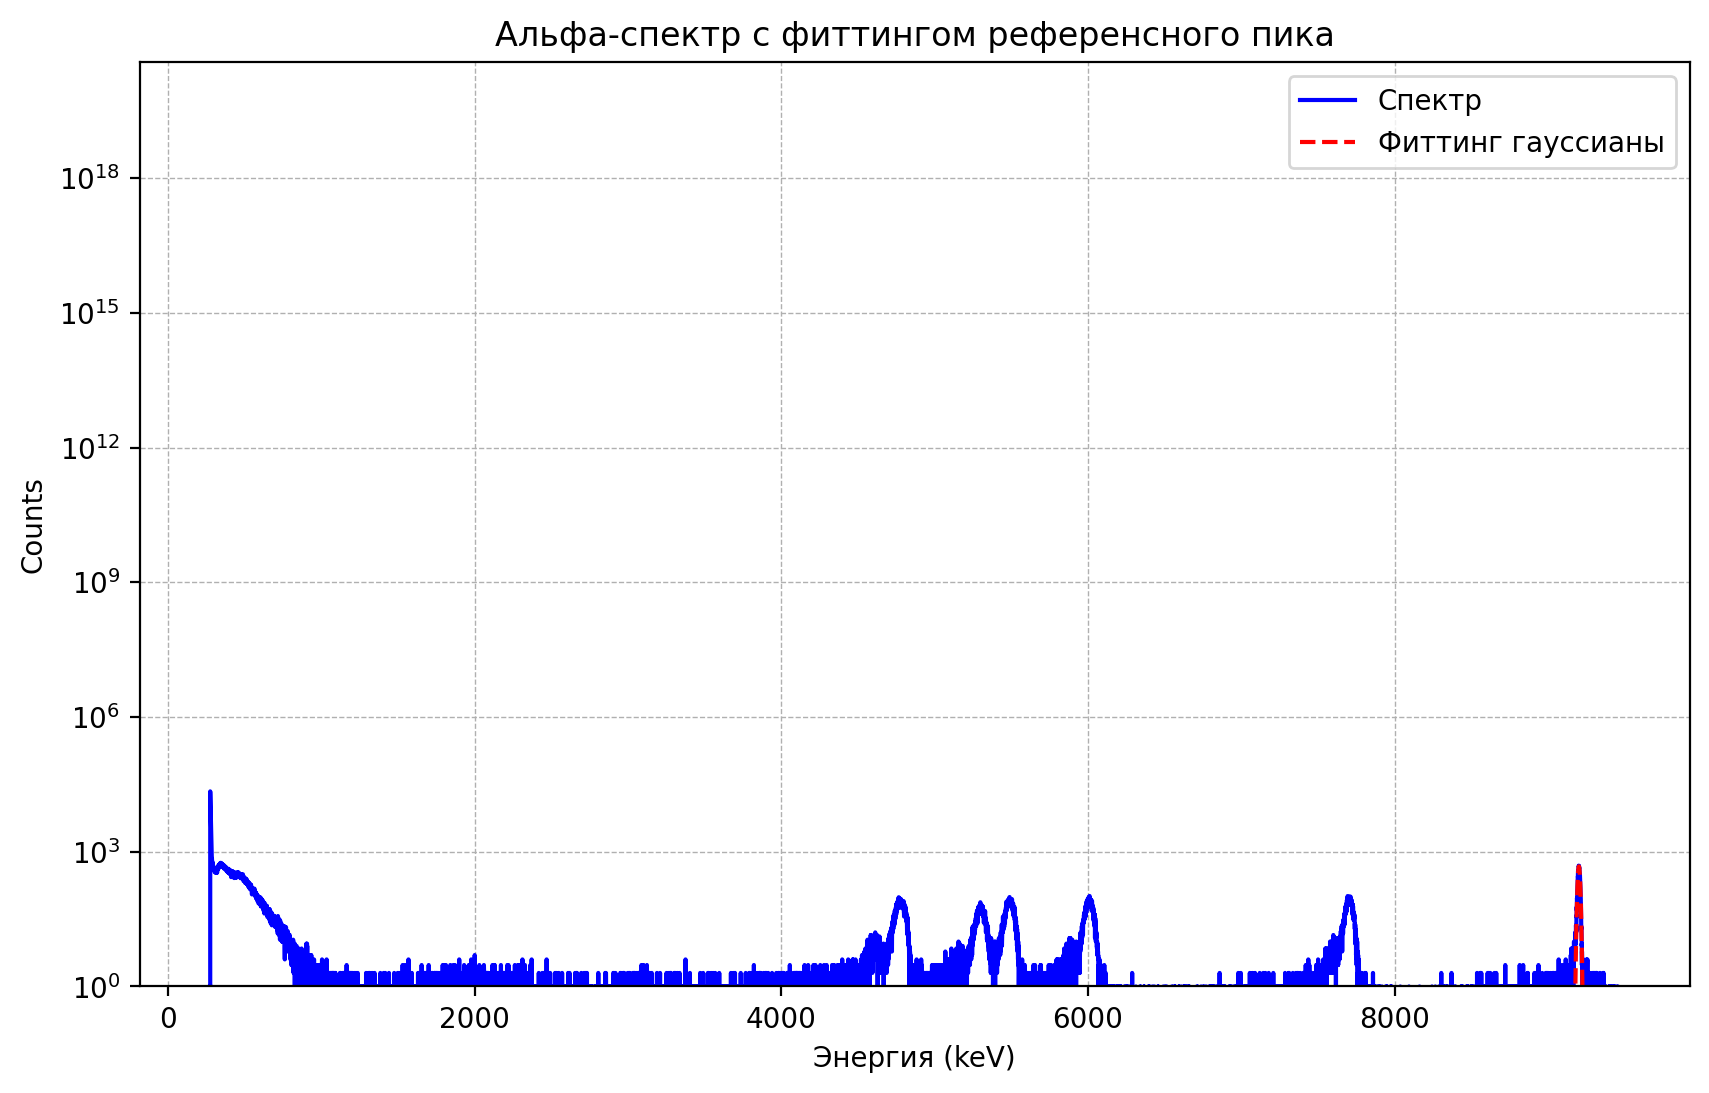 Альфа-спектр с фиттингом референсного пика
Спектр
Фиттинг гауссианы
10^18
10^15
10^12
10^9
10^6
10^3
10^0
Counts
0 2000 4000 6000 8000
Энергия (keV)